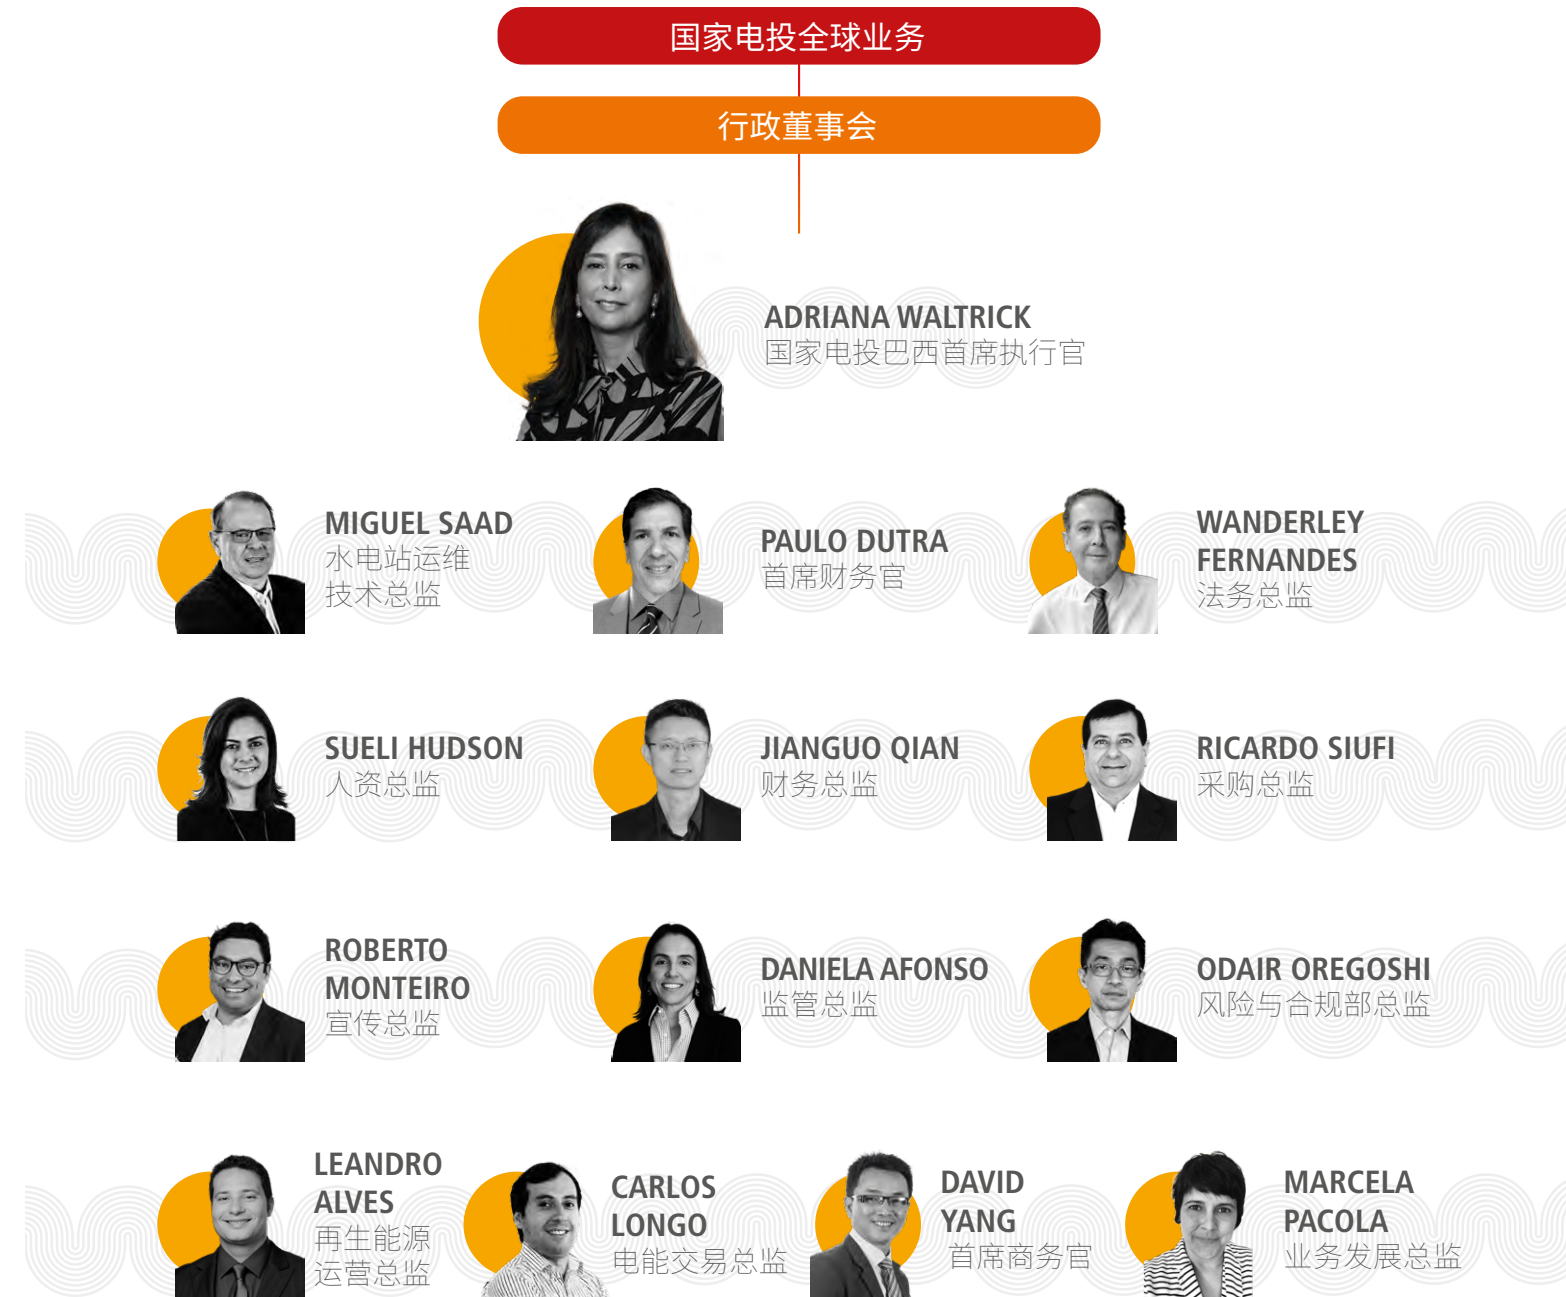 国家电投全球业务
行政董事会
ADRIANA WALTRICK
国家电投巴西首席执行官
MIGUEL SAAD
水电站运维
技术总监
PAULO DUTRA
首席财务官
WANDERLEY
FERNANDES
法务总监
SUELI HUDSON
人资总监
JIANGUO QIAN
财务总监
RICARDO SIUFI
采购总监
ROBERTO
MONTEIRO
宣传总监
DANIELA AFONSO
监管总监
ODAIR OREGOSHI
风险与合规部总监
LEANDRO
ALVES
再生能源
运营总监
CARLOS
LONGO
电能交易总监
DAVID
YANG
首席商务官
MARCELA
PACOLA
业务发展总监